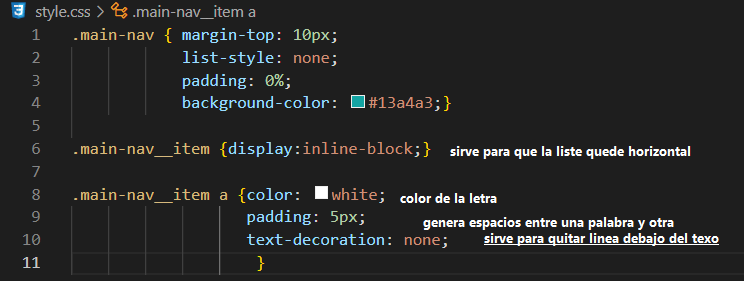 style.css > .main-nav__item a
1 .main-nav { margin-top: 10px;
2 list-style: none;
3 padding: 0%;
4 background-color: #13a4a3;}
5
6 .main-nav__item {display:inline-block;} sirve para que la liste quede horizontal
7
8 .main-nav__item a {color: white; color de la letra
9 padding: 5px; genera espacios entre una palabra y otra
10 text-decoration: none; sirve para quitar linea debajo del texo
11 }